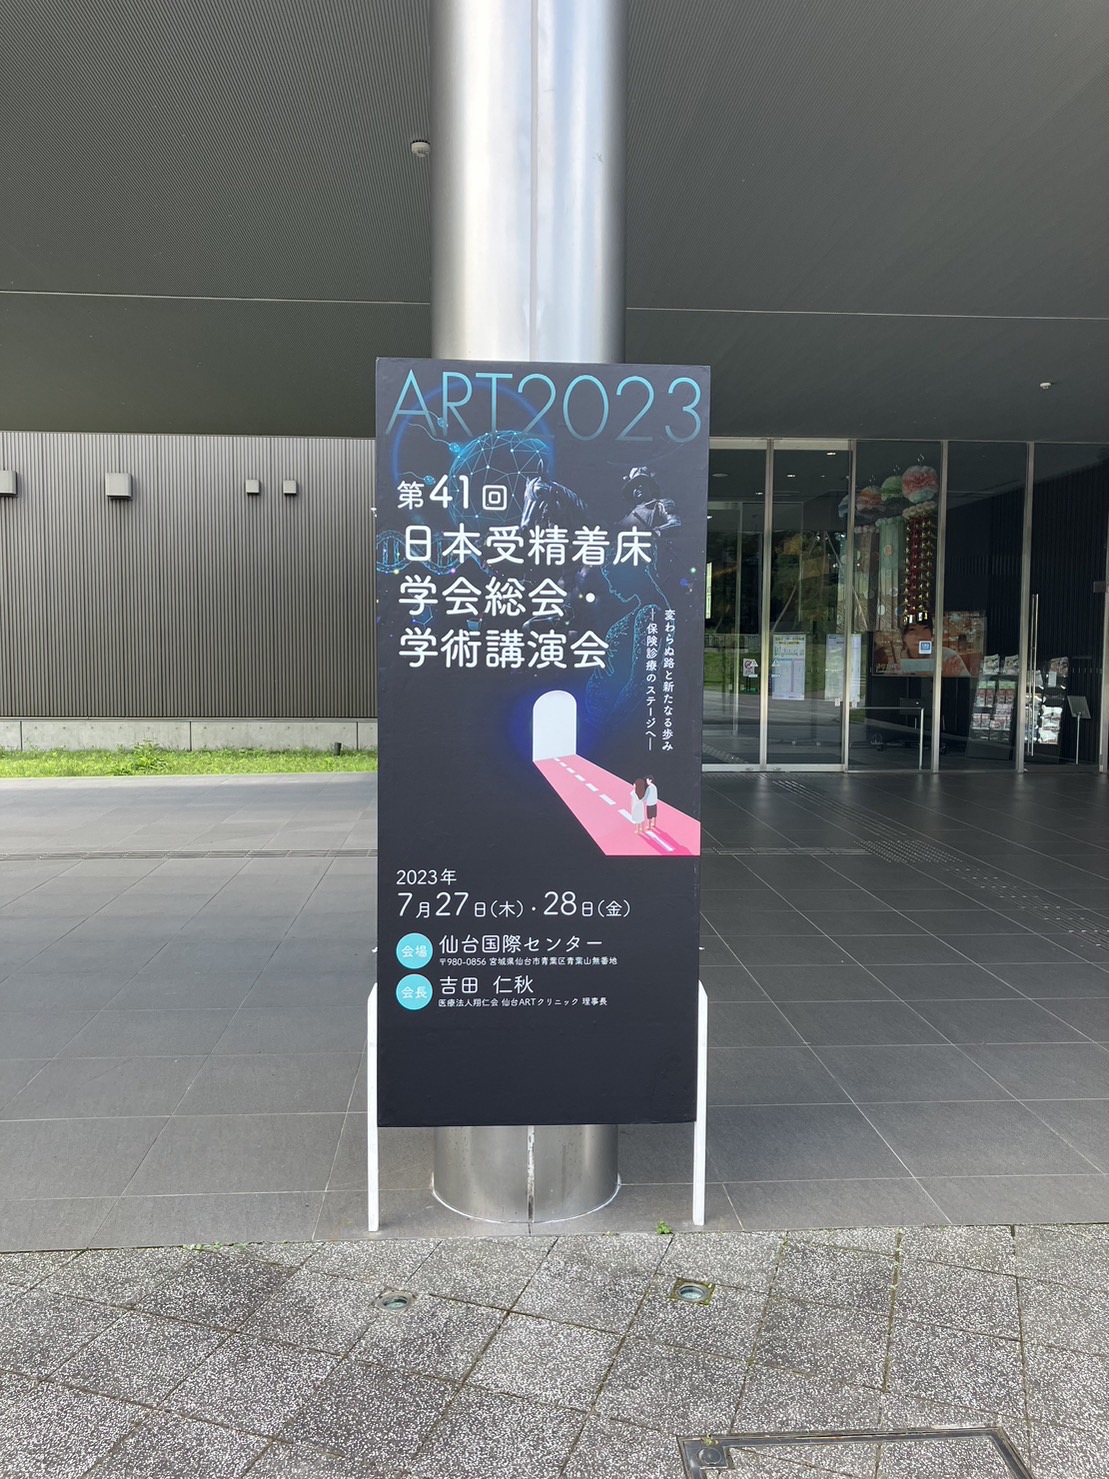 ART2023
第41回
日本受精着床
学会総会・
学術講演会
変わらぬ路と新たなる歩み
―保険診療のステージへ―
2023年
7月27日(木)・28日(金)
会場 仙台国際センター
〒980-0856 宮城県仙台市青葉区青葉山無番地
会長 吉田 仁秋
医療法人翔仁会 仙台ARTクリニック 理事長